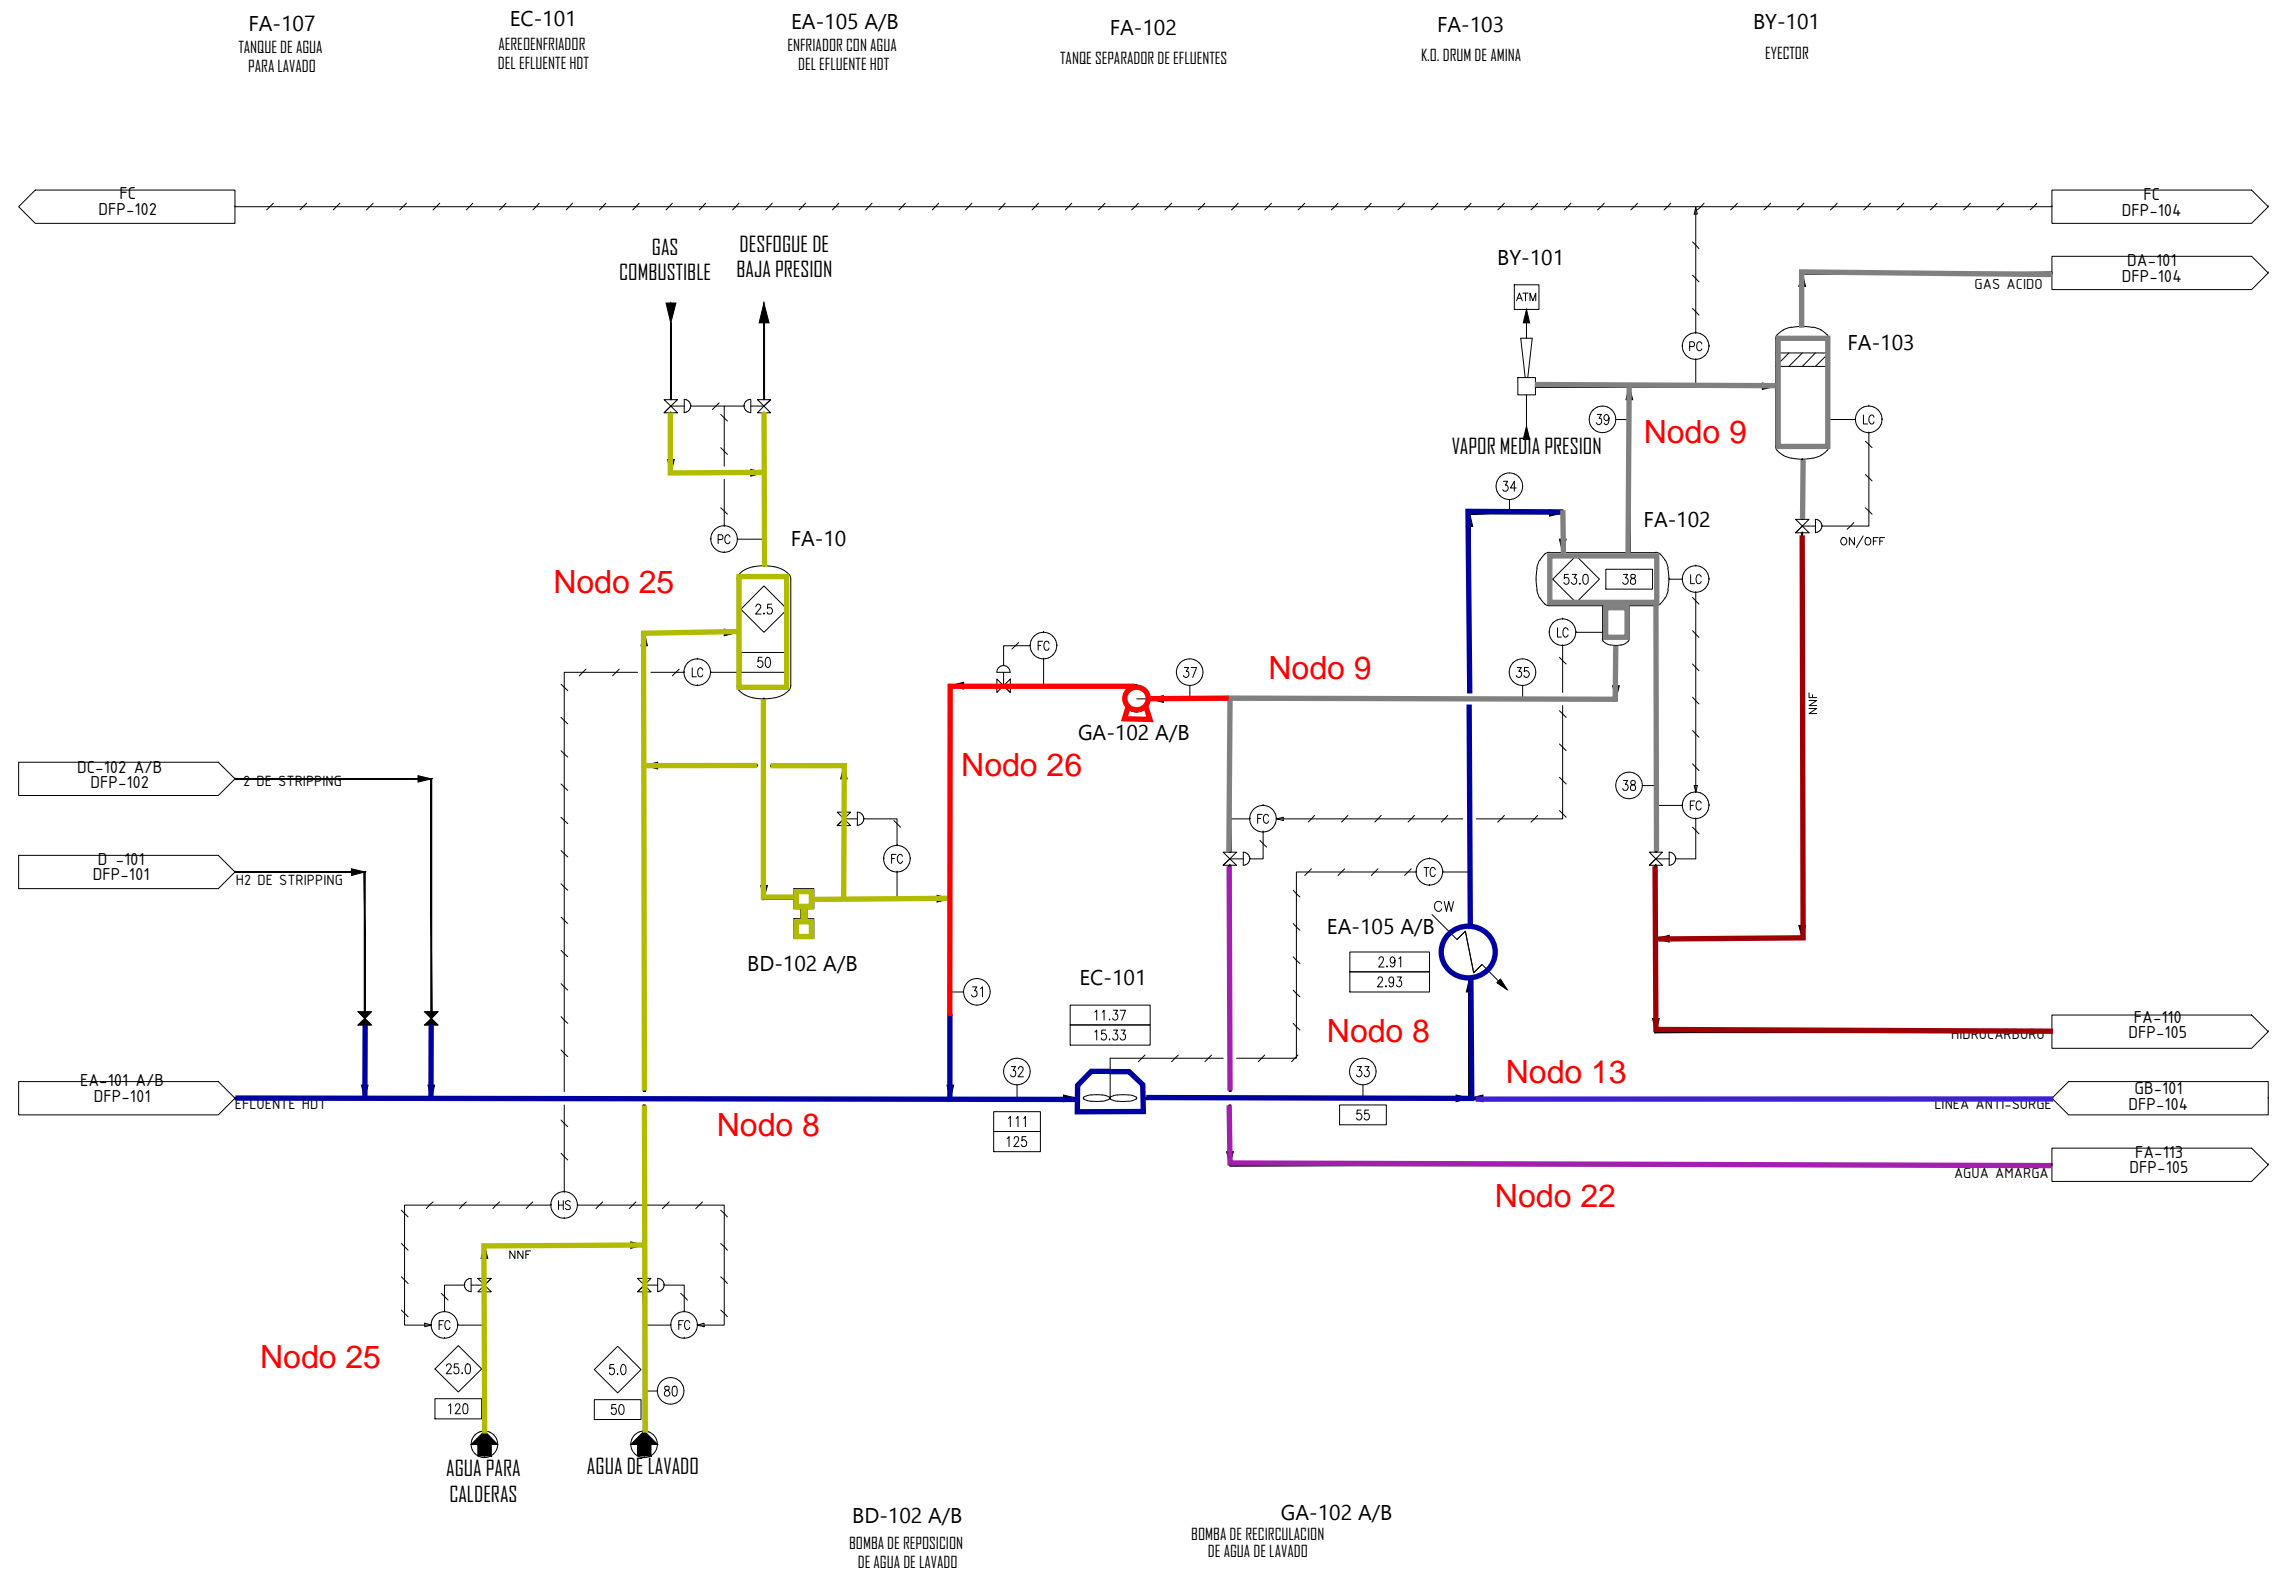 FA-107
TANQUE DE AGUA
PARA LAVADO
EC-101
AEREOENFRIADOR
DEL EFLUENTE HDT
EA-105 A/B
ENFRIADOR CON AGUA
DEL EFLUENTE HDT
FA-102
TANQE SEPARADOR DE EFLUENTES
FA-103
K.O. DRUM DE AMINA
BY-101
EYECTOR
FC
DFP-102
FC
DFP-104
GAS
COMBUSTIBLE
DESFOGUE DE
BAJA PRESION
BY-101
ATM
DA-101
DFP-104
GAS ACIDO
PC
FA-103
39
Nodo 9
LC
VAPOR MEDIA PRESION
34
FA-102
ON/OFF
PC
FA-10
Nodo 25
2.5
50
LC
53.0
38
LC
LC
FC
37
Nodo 9
35
GA-102 A/B
NNF
Nodo 26
DC-102 A/B
DFP-102
2 DE STRIPPING
38
FC
FC
FC
D -101
DFP-101
H2 DE STRIPPING
TC
CW
EA-105 A/B
2.91
2.93
BD-102 A/B
31
EC-101
11.37
15.33
Nodo 8
FA-110
DFP-105
HIDROCARBURO
32
33
Nodo 13
EA-101 A/B
DFP-101
EFLUENTE HDT
GB-101
DFP-104
LINEA ANTI-SURGE
Nodo 8
111
125
55
FA-113
DFP-105
AGUA AMARGA
Nodo 22
HS
NNF
FC
FC
Nodo 25
25.0
5.0
80
120
50
AGUA PARA
CALDERAS
AGUA DE LAVADO
BD-102 A/B
BOMBA DE REPOSICION
DE AGUA DE LAVADO
GA-102 A/B
BOMBA DE RECIRCULACION
DE AGUA DE LAVADO